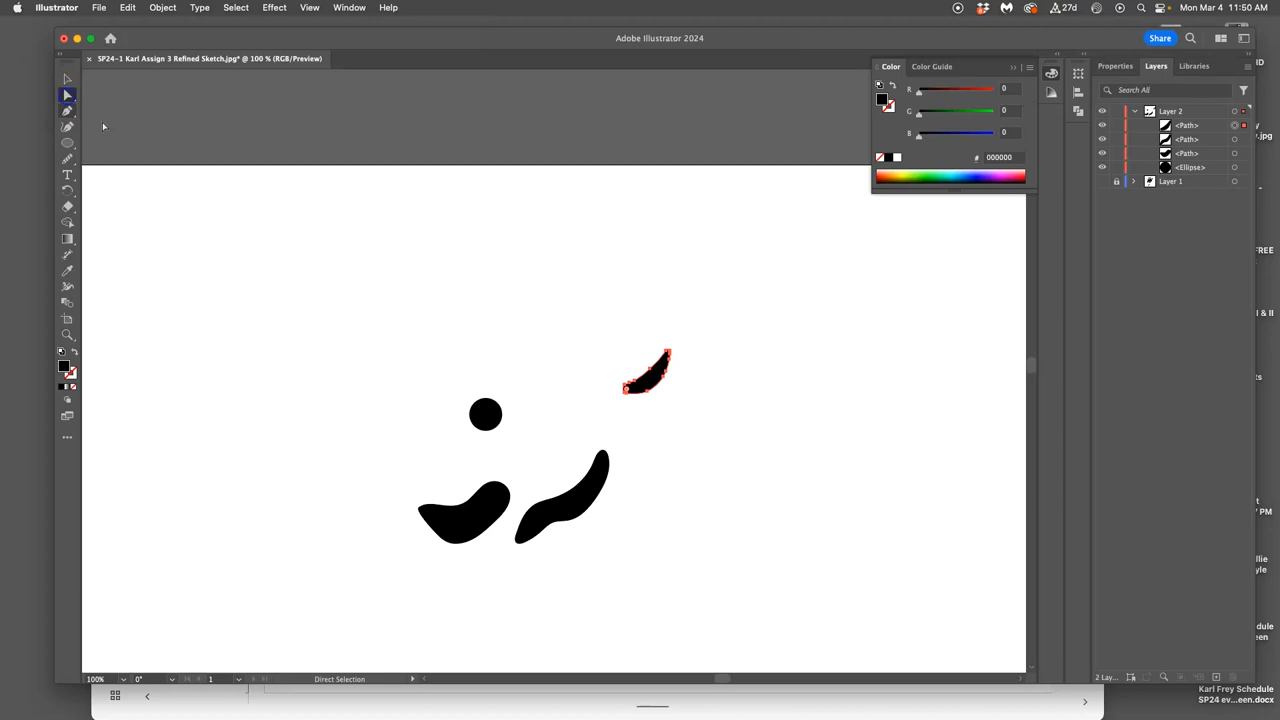 Illustrator File Edit Object Type Select Effect View Window Help 27d Mon Mar 4 11:50 AM
Adobe Illustrator 2024
Share
× SP24-1 Karl Assign 3 Refined Sketch.jpg* @ 100 % (RGB/Preview)
Color Color Guide
Properties Layers Libraries
R 0
G 0
B 0
# 000000
Search All
Layer 2
<Path>
<Path>
<Path>
<Ellipse>
Layer 1
100% 0° 1 Direct Selection
2 Lay...
Karl Frey Schedule
SP24 ev...een.docx